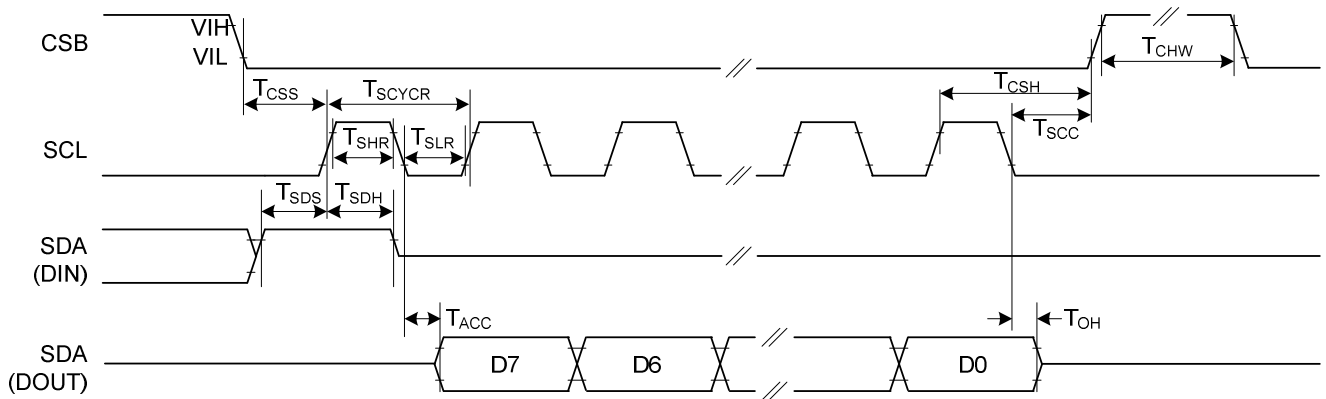 CSB
VIH
VIL
TCSS
TSCYCR
TCSH
TCHW
TSCC
SCL
TSHR
TSLR
TSDS
TSDH
SDA
(DIN)
TACC
TOH
SDA
(DOUT)
D7
D6
D0